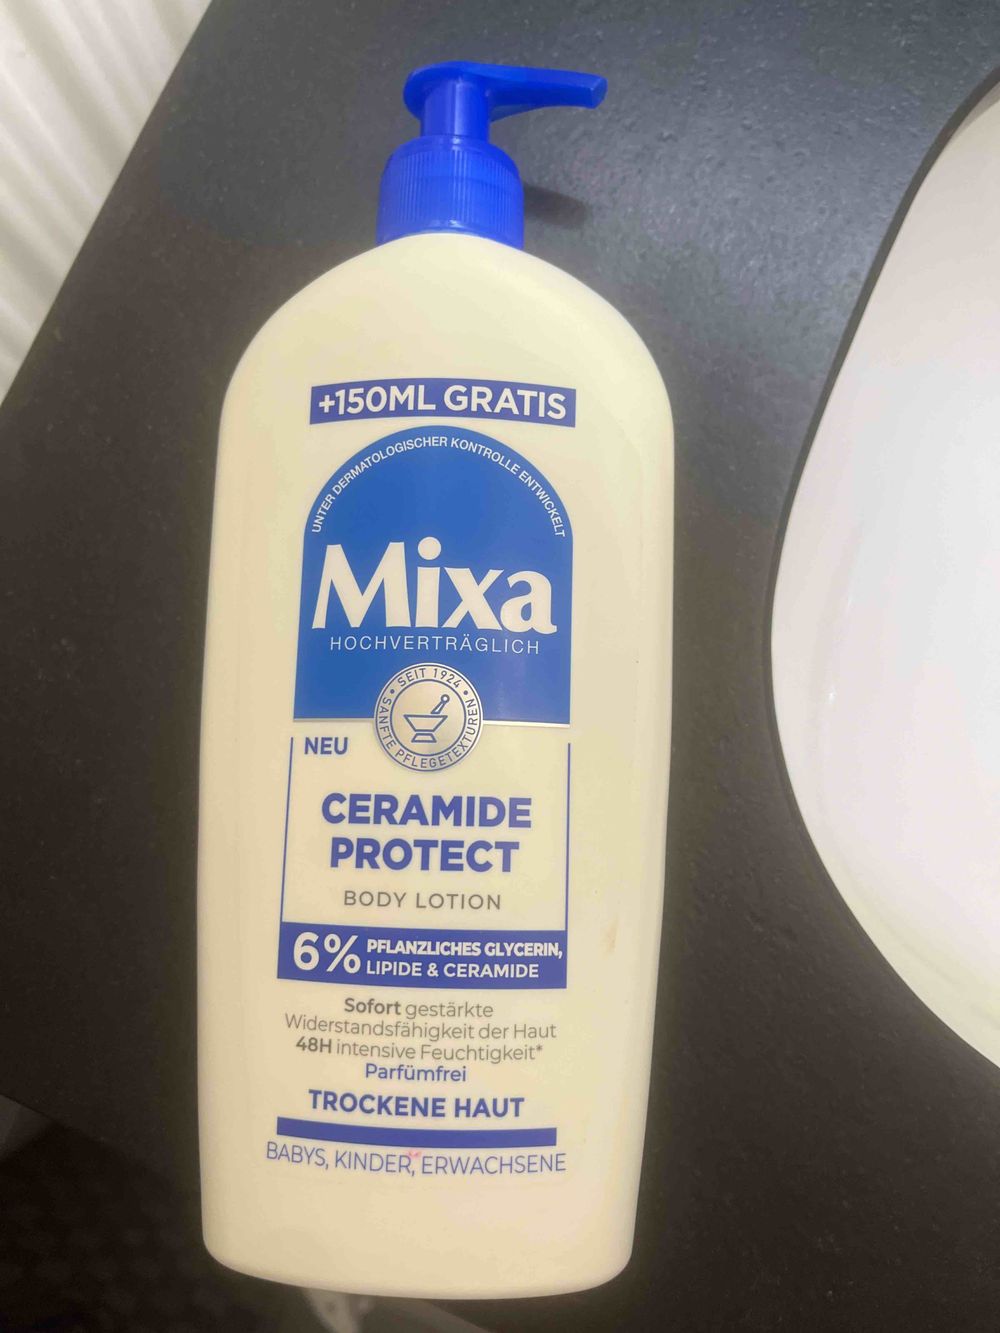 +150ML GRATIS
UNTER DERMATOLOGISCHER KONTROLLE ENTWICKELT
Mixa
HOCHVERTRÄGLICH
• SEIT 1924 •
SANFTE PFLEGETEXTUREN
NEU
CERAMIDE
PROTECT
BODY LOTION
6% PFLANZLICHES GLYCERIN,
LIPIDE & CERAMIDE
Sofort gestärkte
Widerstandsfähigkeit der Haut
48H intensive Feuchtigkeit*
Parfümfrei
TROCKENE HAUT
BABYS, KINDER, ERWACHSENE